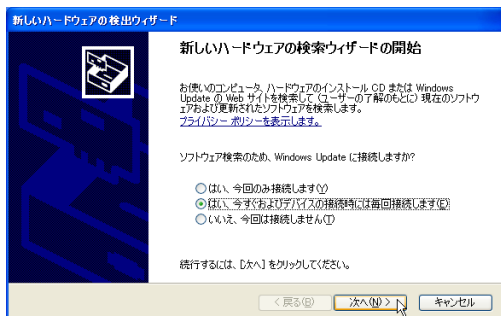 新しいハードウェアの検出ウィザード
新しいハードウェアの検索ウィザードの開始
お使いのコンピュータ、ハードウェアのインストール CD または Windows
Update の Web サイトを検索して (ユーザーの了解のもとに) 現在のソフトウ
ェアおよび更新されたソフトウェアを検索します。
プライバシー ポリシーを表示します。
ソフトウェア検索のため、Windows Update に接続しますか?
はい、今回のみ接続します(Y)
はい、今すぐおよびデバイスの接続時には毎回接続します(E)
いいえ、今回は接続しません(T)
続行するには、[次へ] をクリックしてください。
< 戻る(B)
次へ(N) >
キャンセル